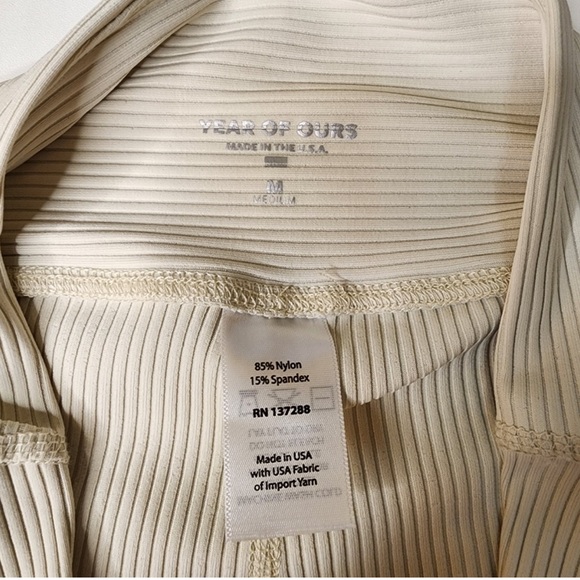 YEAR OF OURS
MADE IN THE U.S.A.
M
MEDIUM
85% Nylon
15% Spandex
RN 137288
Made in USA
with USA Fabric
of Import Yarn